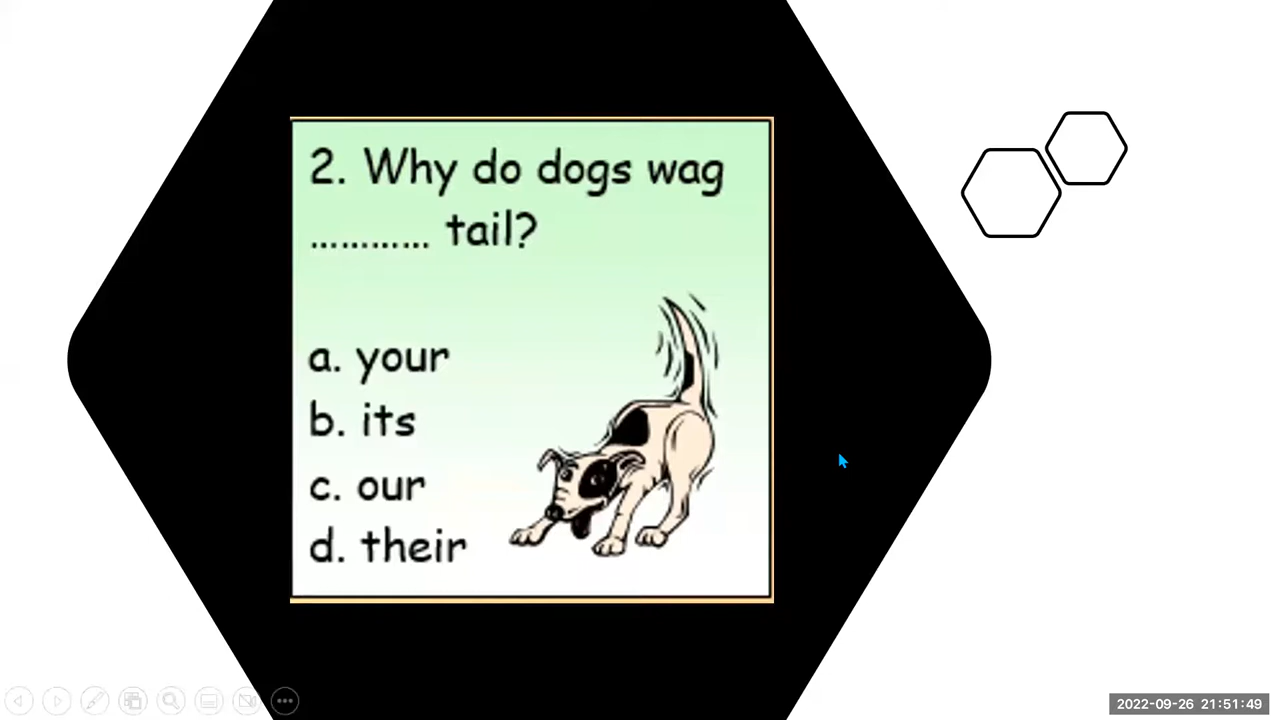 2. Why do dogs wag
………… tail?
a. your
b. its
c. our
d. their
2022-09-26 21:51:49